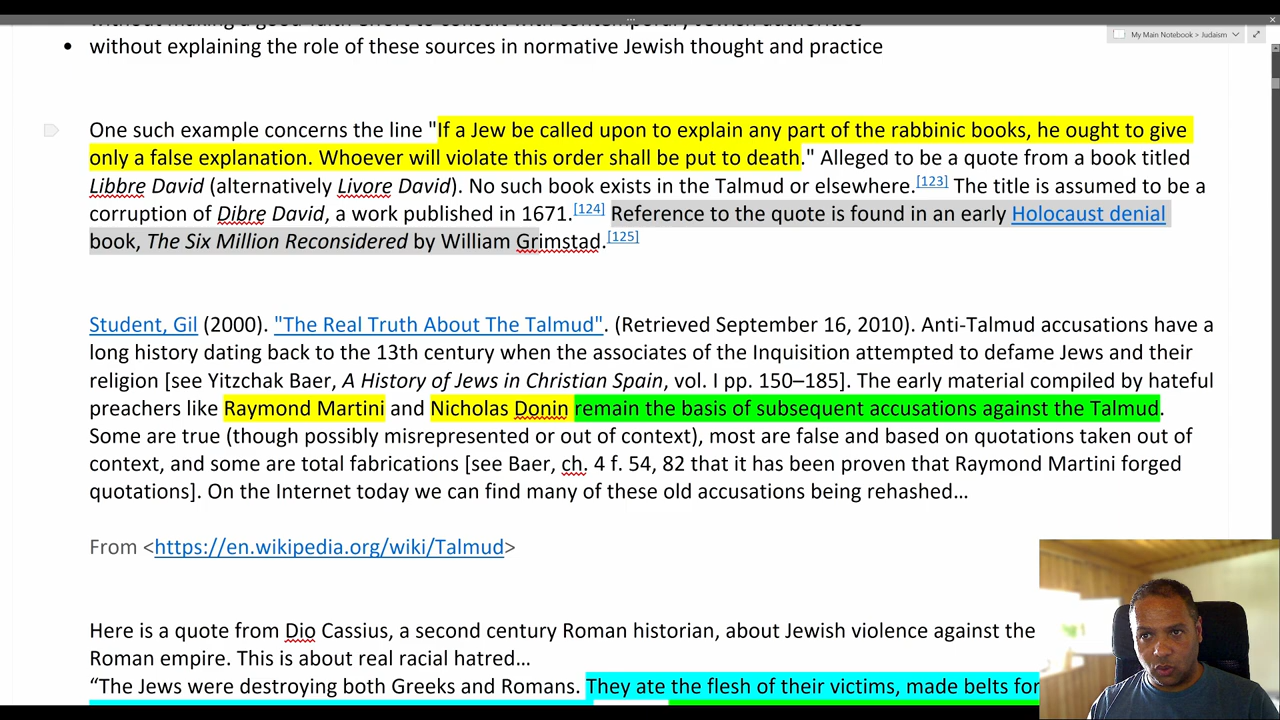 without making a good faith effort to consult with contemporary Jewish authorities
• without explaining the role of these sources in normative Jewish thought and practice
My Main Notebook > Judaism
One such example concerns the line "If a Jew be called upon to explain any part of the rabbinic books, he ought to give
only a false explanation. Whoever will violate this order shall be put to death." Alleged to be a quote from a book titled
Libbre David (alternatively Livore David). No such book exists in the Talmud or elsewhere.[123] The title is assumed to be a
corruption of Dibre David, a work published in 1671.[124] Reference to the quote is found in an early Holocaust denial
book, The Six Million Reconsidered by William Grimstad.[125]
Student, Gil (2000). "The Real Truth About The Talmud". (Retrieved September 16, 2010). Anti-Talmud accusations have a
long history dating back to the 13th century when the associates of the Inquisition attempted to defame Jews and their
religion [see Yitzchak Baer, A History of Jews in Christian Spain, vol. I pp. 150–185]. The early material compiled by hateful
preachers like Raymond Martini and Nicholas Donin remain the basis of subsequent accusations against the Talmud.
Some are true (though possibly misrepresented or out of context), most are false and based on quotations taken out of
context, and some are total fabrications [see Baer, ch. 4 f. 54, 82 that it has been proven that Raymond Martini forged
quotations]. On the Internet today we can find many of these old accusations being rehashed…
From <https://en.wikipedia.org/wiki/Talmud>
Here is a quote from Dio Cassius, a second century Roman historian, about Jewish violence against the
Roman empire. This is about real racial hatred…
“The Jews were destroying both Greeks and Romans. They ate the flesh of their victims, made belts for